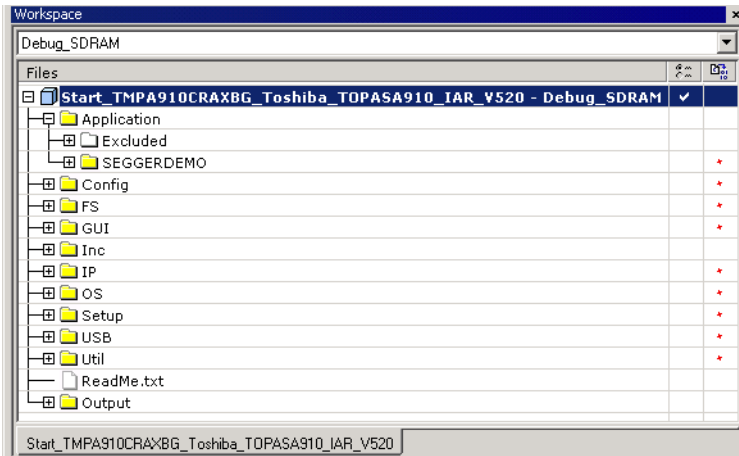 Workspace
Debug_SDRAM
Files
Start_TMPA910CRAXBG_Toshiba_TOPASA910_IAR_V520 - Debug_SDRAM
Application
Excluded
SEGGERDEMO
Config
FS
GUI
Inc
IP
OS
Setup
USB
Util
ReadMe.txt
Output
Start_TMPA910CRAXBG_Toshiba_TOPASA910_IAR_V520